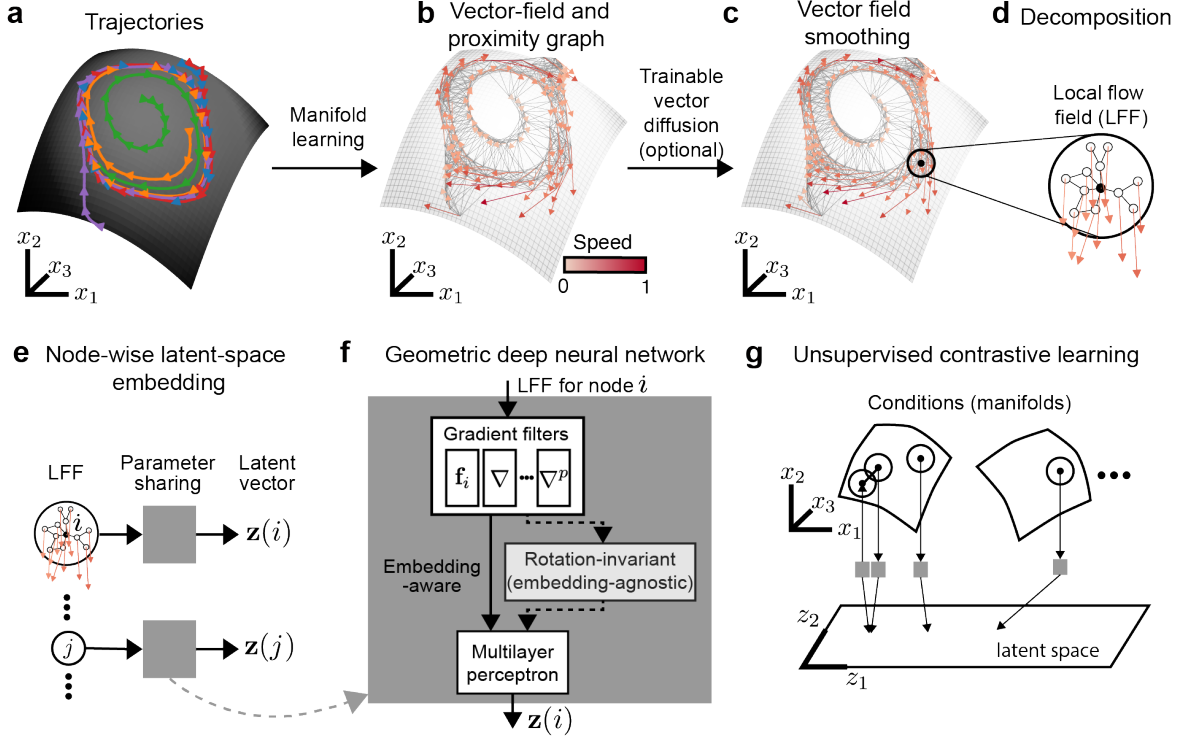 a
Trajectories
x₂
x₃
x₁
Manifold
learning
b
Vector-field and
proximity graph
x₂
x₃
x₁
Speed
0 1
Trainable
vector
diffusion
(optional)
c
Vector field
smoothing
x₂
x₃
x₁
d Decomposition
Local flow
field (LFF)
e Node-wise latent-space
embedding
LFF
Parameter
sharing
Latent
vector
i
z(i)
j
z(j)
f Geometric deep neural network
LFF for node i
Gradient filters
f_i ∇ ··· ∇ᵖ
Embedding
-aware
Rotation-invariant
(embedding-agnostic)
Multilayer
perceptron
z(i)
g Unsupervised contrastive learning
Conditions (manifolds)
x₂
x₃
x₁
z₂
latent space
z₁